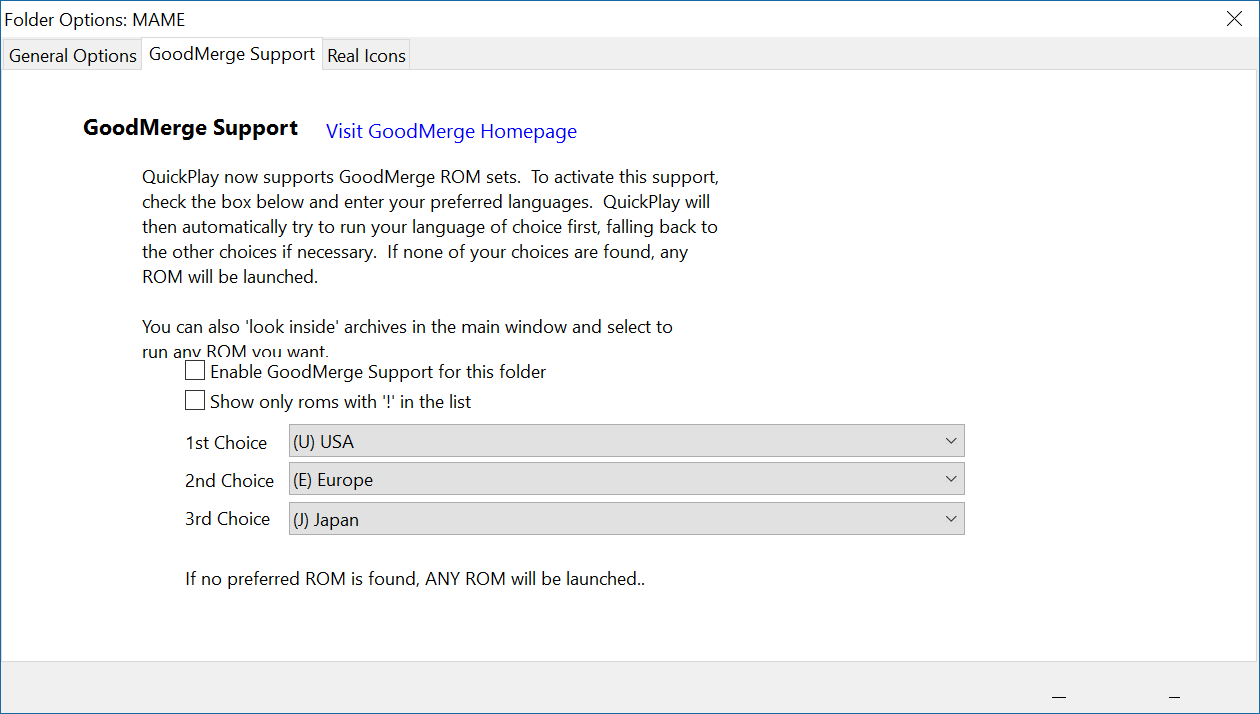 Folder Options: MAME
General Options
GoodMerge Support
Real Icons
GoodMerge Support
Visit GoodMerge Homepage
QuickPlay now supports GoodMerge ROM sets.  To activate this support,
check the box below and enter your preferred languages.  QuickPlay will
then automatically try to run your language of choice first, falling back to
the other choices if necessary.  If none of your choices are found, any
ROM will be launched.
You can also 'look inside' archives in the main window and select to
run any ROM you want.
Enable GoodMerge Support for this folder
Show only roms with '!' in the list
1st Choice
(U) USA
2nd Choice
(E) Europe
3rd Choice
(J) Japan
If no preferred ROM is found, ANY ROM will be launched..